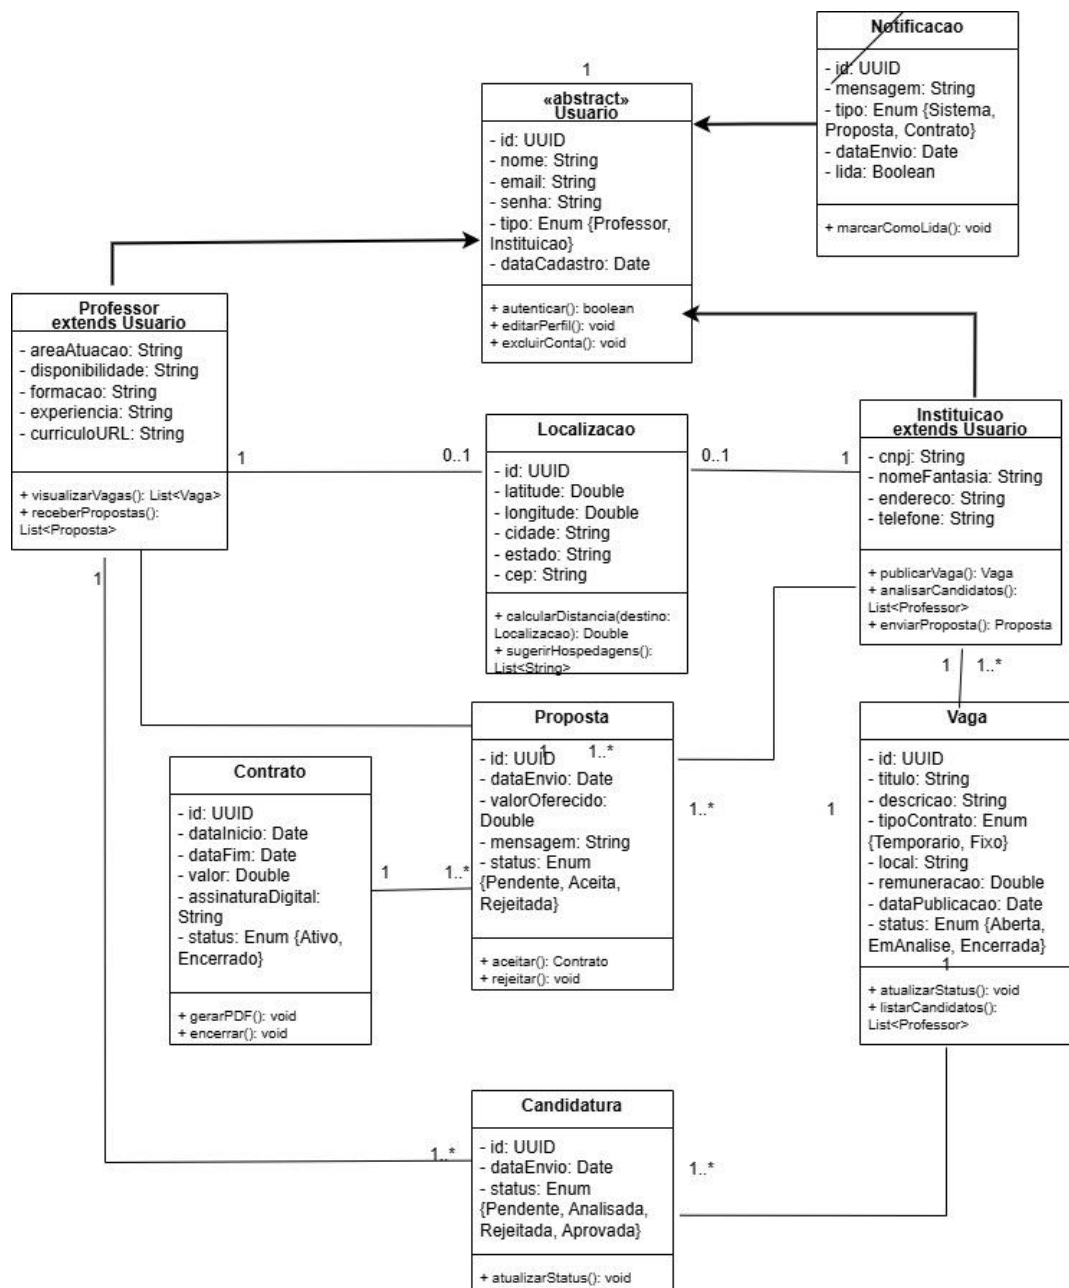 Notificacao
- id: UUID
- mensagem: String
- tipo: Enum {Sistema,
Proposta, Contrato}
- dataEnvio: Date
- lida: Boolean
+ marcarComoLida(): void
1
«abstract»
Usuario
- id: UUID
- nome: String
- email: String
- senha: String
- tipo: Enum {Professor,
Instituicao}
- dataCadastro: Date
+ autenticar(): boolean
+ editarPerfil(): void
+ excluirConta(): void
Professor
extends Usuario
- areaAtuacao: String
- disponibilidade: String
- formacao: String
- experiencia: String
- curriculoURL: String
+ visualizarVagas(): List<Vaga>
+ receberPropostas():
List<Proposta>
1
0..1
Localizacao
- id: UUID
- latitude: Double
- longitude: Double
- cidade: String
- estado: String
- cep: String
+ calcularDistancia(destino:
Localizacao): Double
+ sugerirHospedagens():
List<String>
0..1
1
Instituicao
extends Usuario
- cnpj: String
- nomeFantasia: String
- endereco: String
- telefone: String
+ publicarVaga(): Vaga
+ analisarCandidatos():
List<Professor>
+ enviarProposta(): Proposta
1
1
1..*
Proposta
- id: UUID
- dataEnvio: Date
- valorOferecido:
Double
- mensagem: String
- status: Enum
{Pendente, Aceita,
Rejeitada}
+ aceitar(): Contrato
+ rejeitar(): void
1
1..*
1..*
1
Vaga
- id: UUID
- titulo: String
- descricao: String
- tipoContrato: Enum
{Temporario, Fixo}
- local: String
- remuneracao: Double
- dataPublicacao: Date
- status: Enum {Aberta,
EmAnalise, Encerrada}
1
+ atualizarStatus(): void
+ listarCandidatos():
List<Professor>
Contrato
- id: UUID
- dataInicio: Date
- dataFim: Date
- valor: Double
- assinaturaDigital:
String
- status: Enum {Ativo,
Encerrado}
+ gerarPDF(): void
+ encerrar(): void
1
1..*
Candidatura
- id: UUID
- dataEnvio: Date
- status: Enum
{Pendente, Analisada,
Rejeitada, Aprovada}
+ atualizarStatus(): void
1..*
1..*